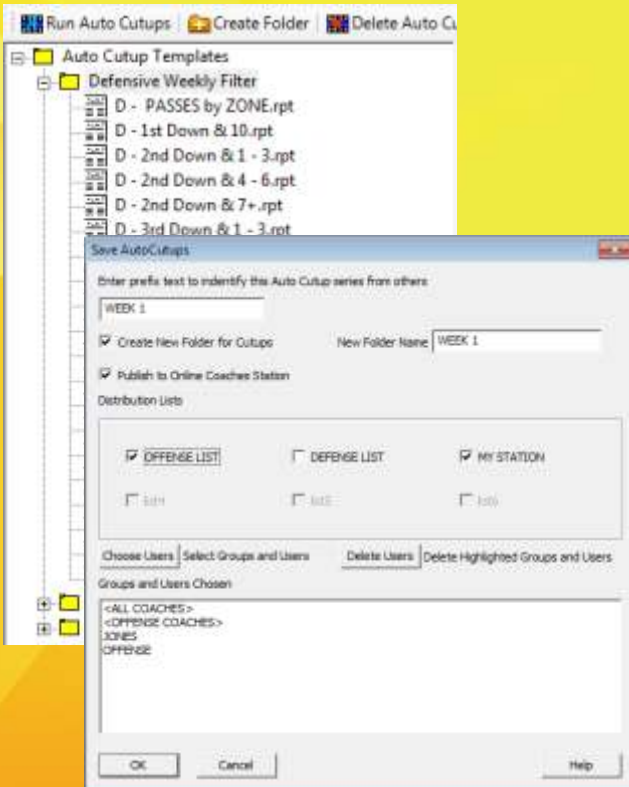 Run Auto Cutups Create Folder Delete Auto Cu
Auto Cutup Templates
Defensive Weekly Filter
D - PASSES by ZONE.rpt
D - 1st Down & 10.rpt
D - 2nd Down & 1 - 3.rpt
D - 2nd Down & 4 - 6.rpt
D - 2nd Down & 7+.rpt
D - 3rd Down & 1 - 3.rpt
Save AutoCutups
Enter prefix text to indentify this Auto Cutup series from others
WEEK 1
Create New Folder for Cutups New Folder Name WEEK 1
Publish to Online Coaches Station
Distribution Lists
OFFENSE LIST DEFENSE LIST MY STATION
Choose Users Select Groups and Users Delete Users Delete Highlighted Groups and Users
Groups and Users Chosen
<ALL COACHES>
<OFFENSE COACHES>
JONES
OFFENSE
OK Cancel Help